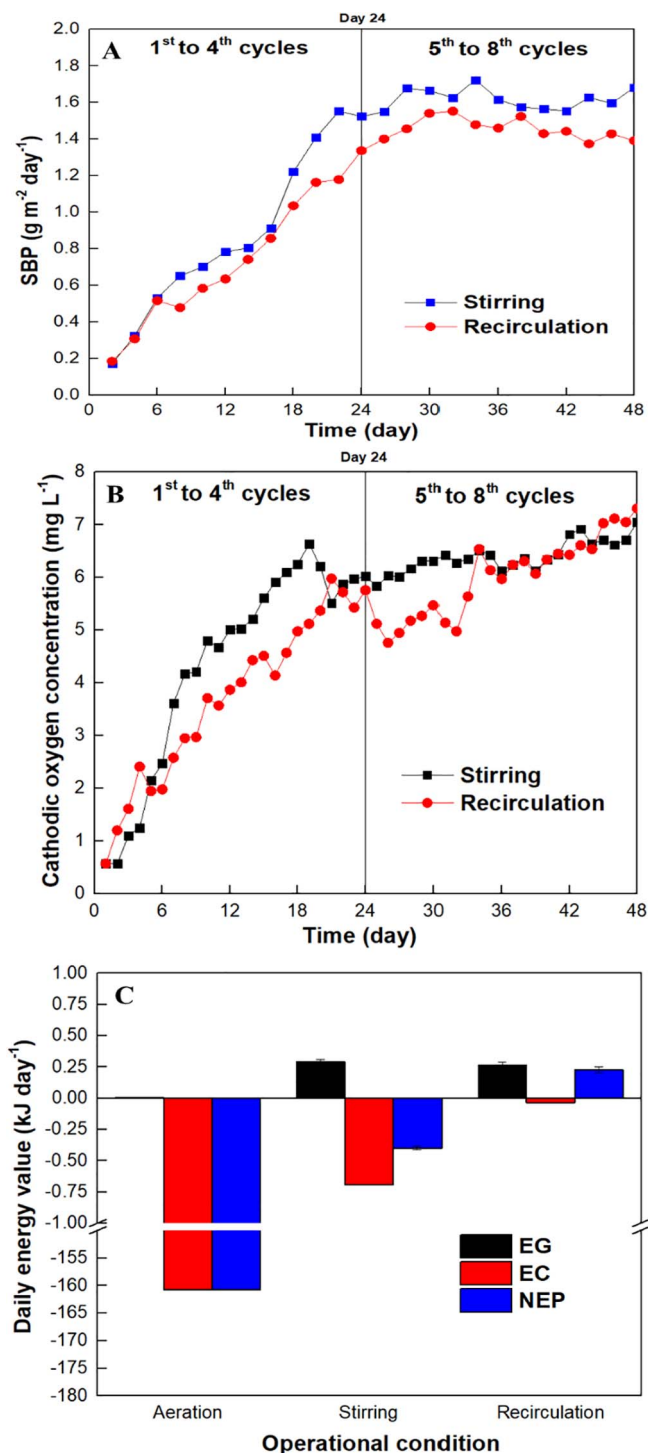 Day 24
A
1st to 4th cycles
5th to 8th cycles
2.0
1.8
1.6
1.4
1.2
1.0
0.8
0.6
0.4
0.2
0.0
SBP (g m-2 day-1)
Stirring
Recirculation
0 6 12 18 24 30 36 42 48
Time (day)
Day 24
B
1st to 4th cycles
5th to 8th cycles
8
7
6
5
4
3
2
1
0
Cathodic oxygen concentration (mg L-1)
Stirring
Recirculation
0 6 12 18 24 30 36 42 48
Time (day)
C
1.00
0.75
0.50
0.25
0.00
-0.25
-0.50
-0.75
-1.00
-155
-160
-165
-170
-175
-180
Daily energy value (kJ day-1)
EG
EC
NEP
Aeration Stirring Recirculation
Operational condition